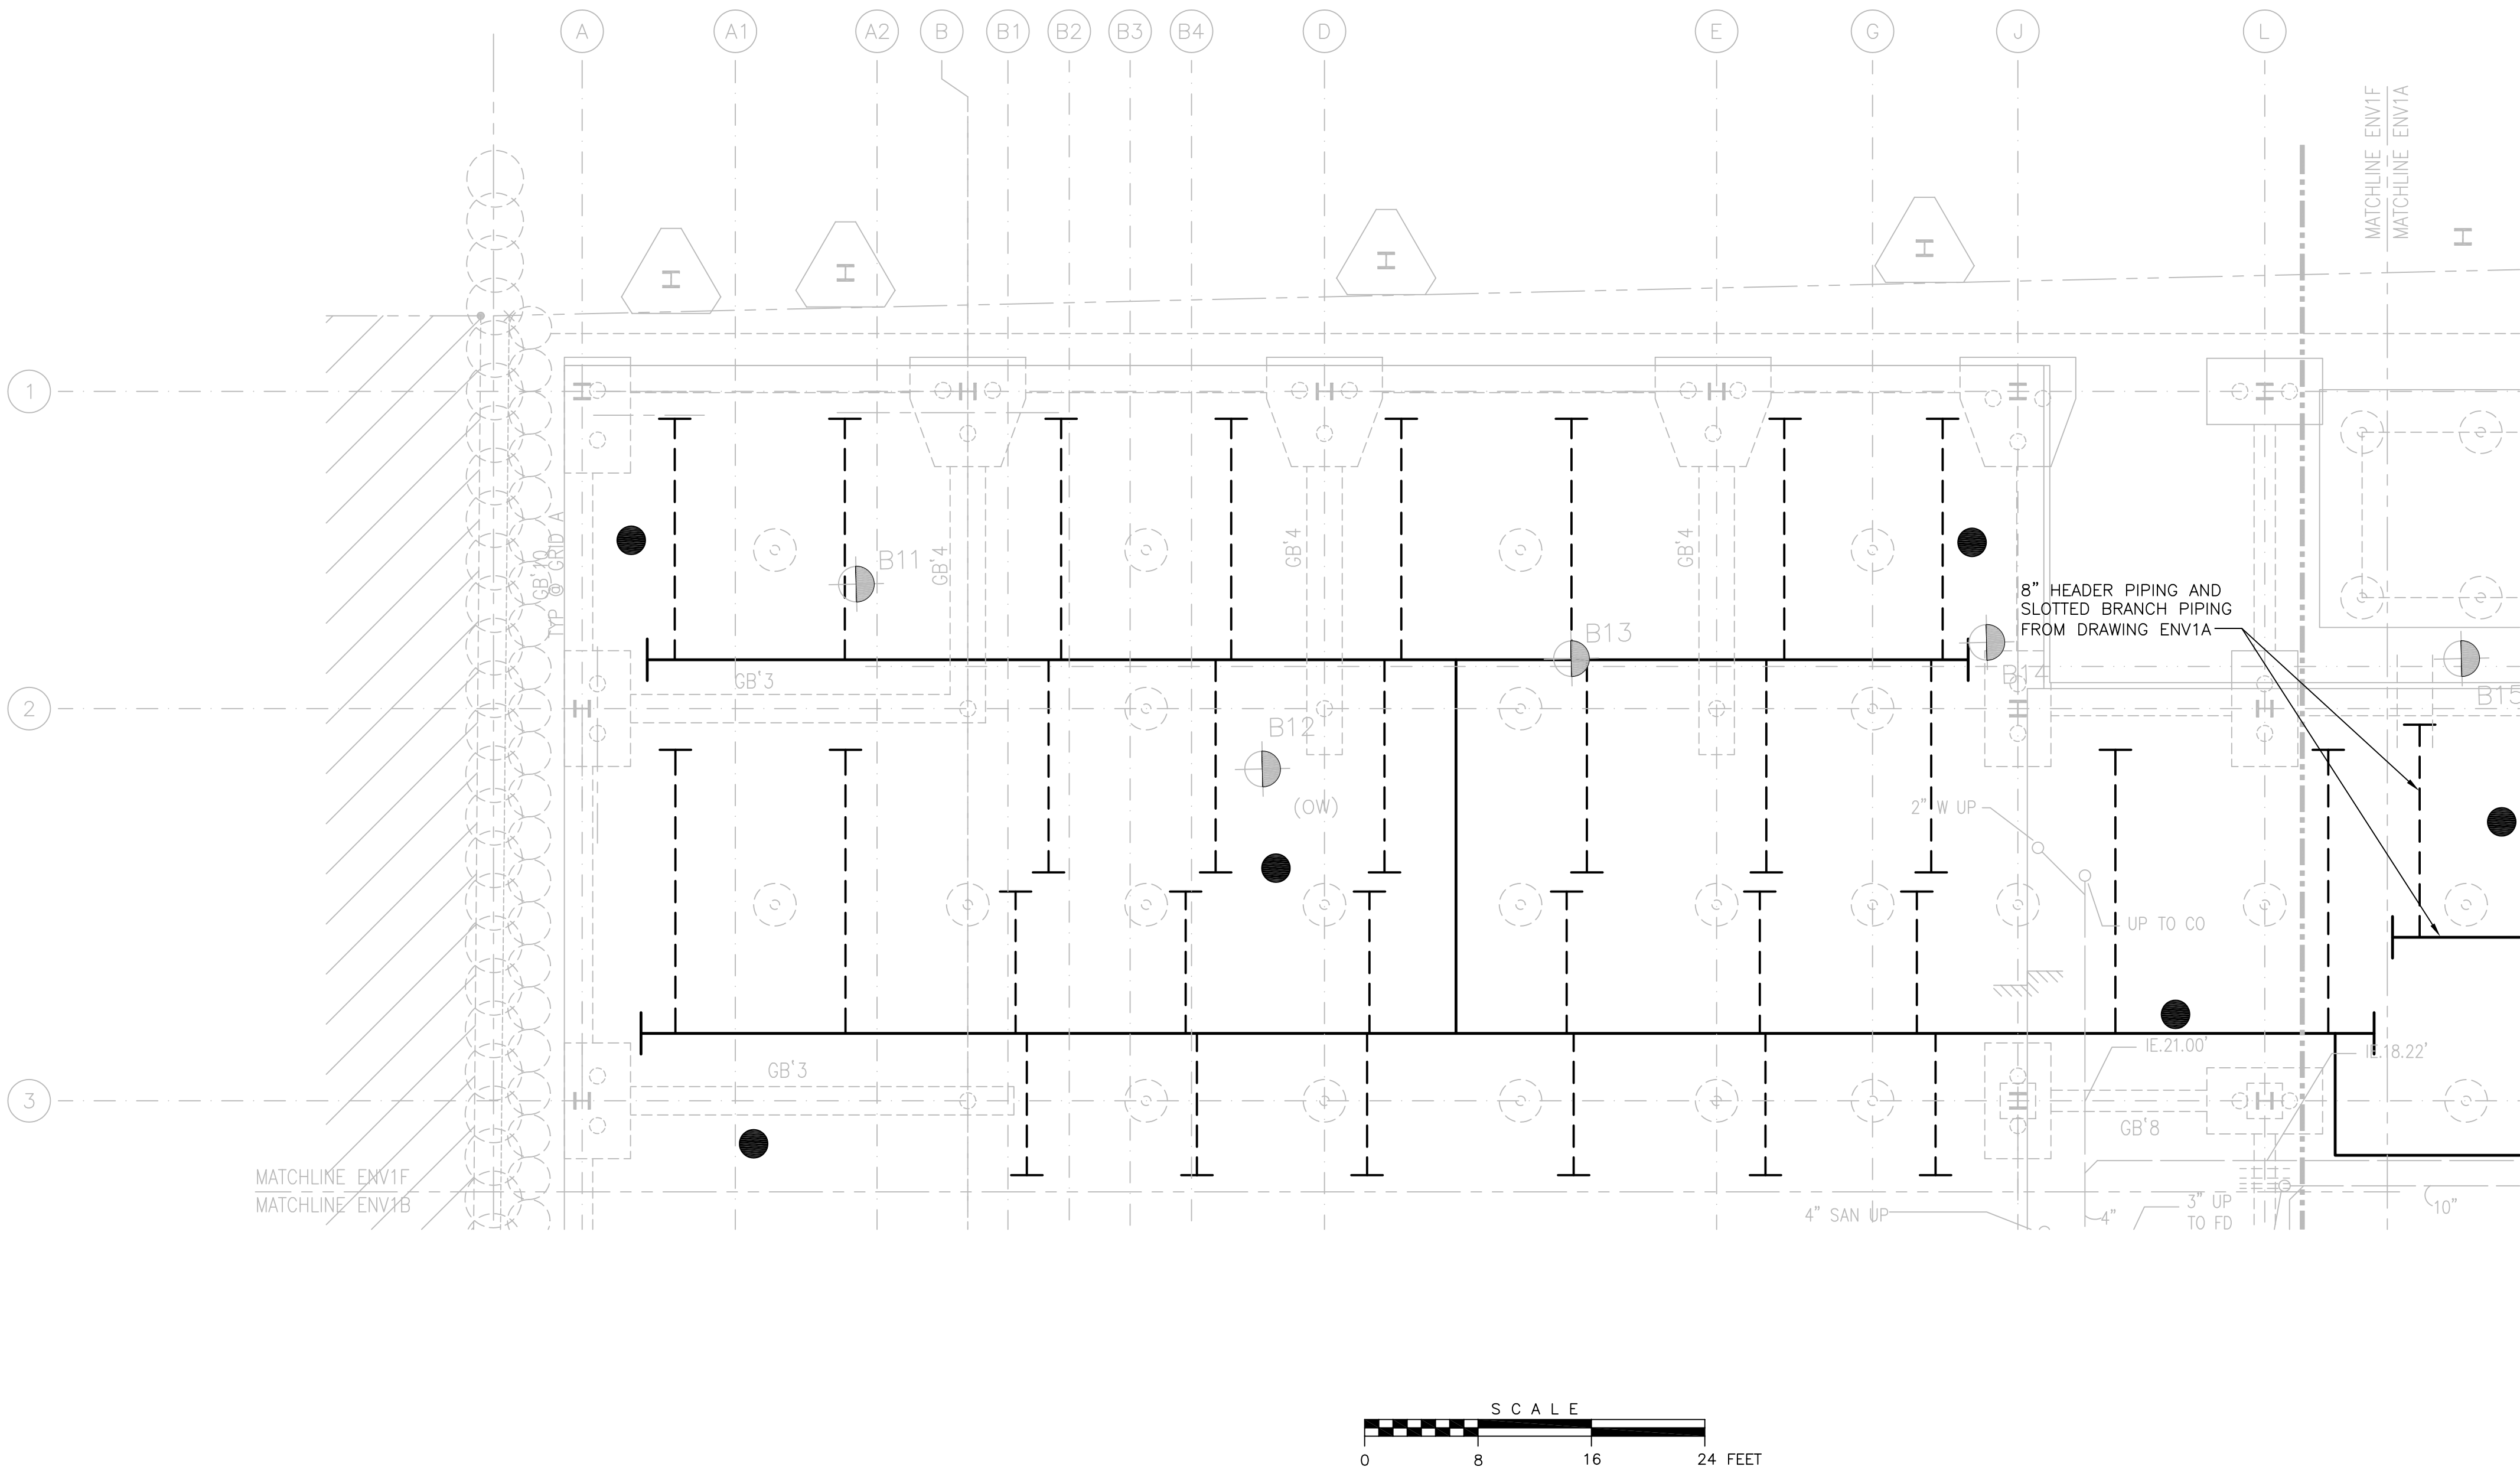 A
A1
A2
B
B1
B2
B3
B4
D
E
G
J
L
MATCHLINE ENV1F
MATCHLINE ENV1A
H
H
H
H
H
1
GB'10
TYP @ GRID A
B11
GB'4
GB'4
GB'4
8" HEADER PIPING AND
SLOTTED BRANCH PIPING
FROM DRAWING ENV1A
B13
B14
B15
GB'3
2
B12
(OW)
2" W UP
UP TO CO
IE.21.00'
IE.18.22'
GB'3
3
GB'8
MATCHLINE ENV1F
MATCHLINE ENV1B
4" SAN UP
4"
3" UP
TO FD
10"
SCALE
0 8 16 24 FEET